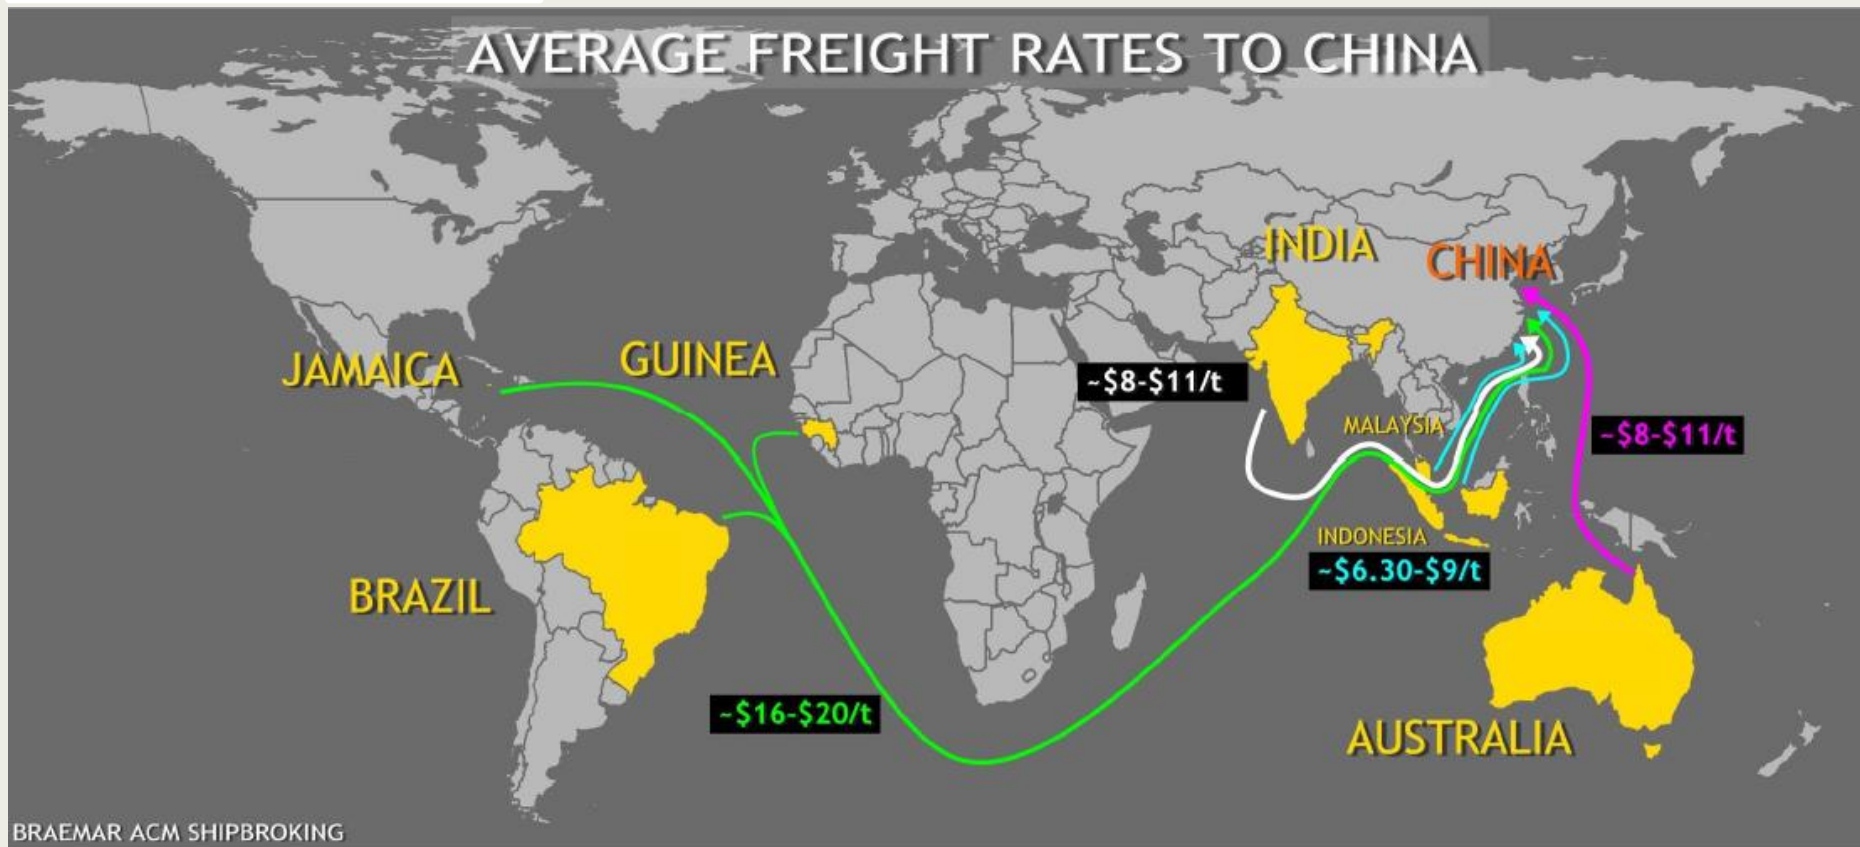 AVERAGE FREIGHT RATES TO CHINA
INDIA
CHINA
JAMAICA
GUINEA
~$8-$11/t
MALAYSIA
~$8-$11/t
INDONESIA
~$6.30-$9/t
BRAZIL
~$16-$20/t
AUSTRALIA
BRAEMAR ACM SHIPBROKING